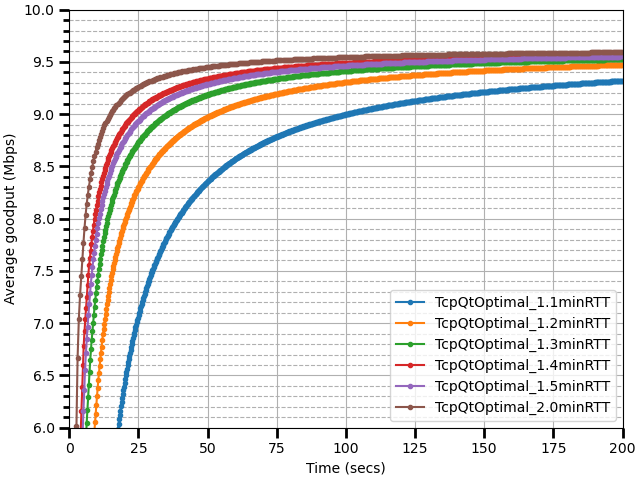 10.0
9.5
9.0
8.5
8.0
7.5
7.0
6.5
6.0
Average goodput (Mbps)
TcpQtOptimal_1.1minRTT
TcpQtOptimal_1.2minRTT
TcpQtOptimal_1.3minRTT
TcpQtOptimal_1.4minRTT
TcpQtOptimal_1.5minRTT
TcpQtOptimal_2.0minRTT
0 25 50 75 100 125 150 175 200
Time (secs)